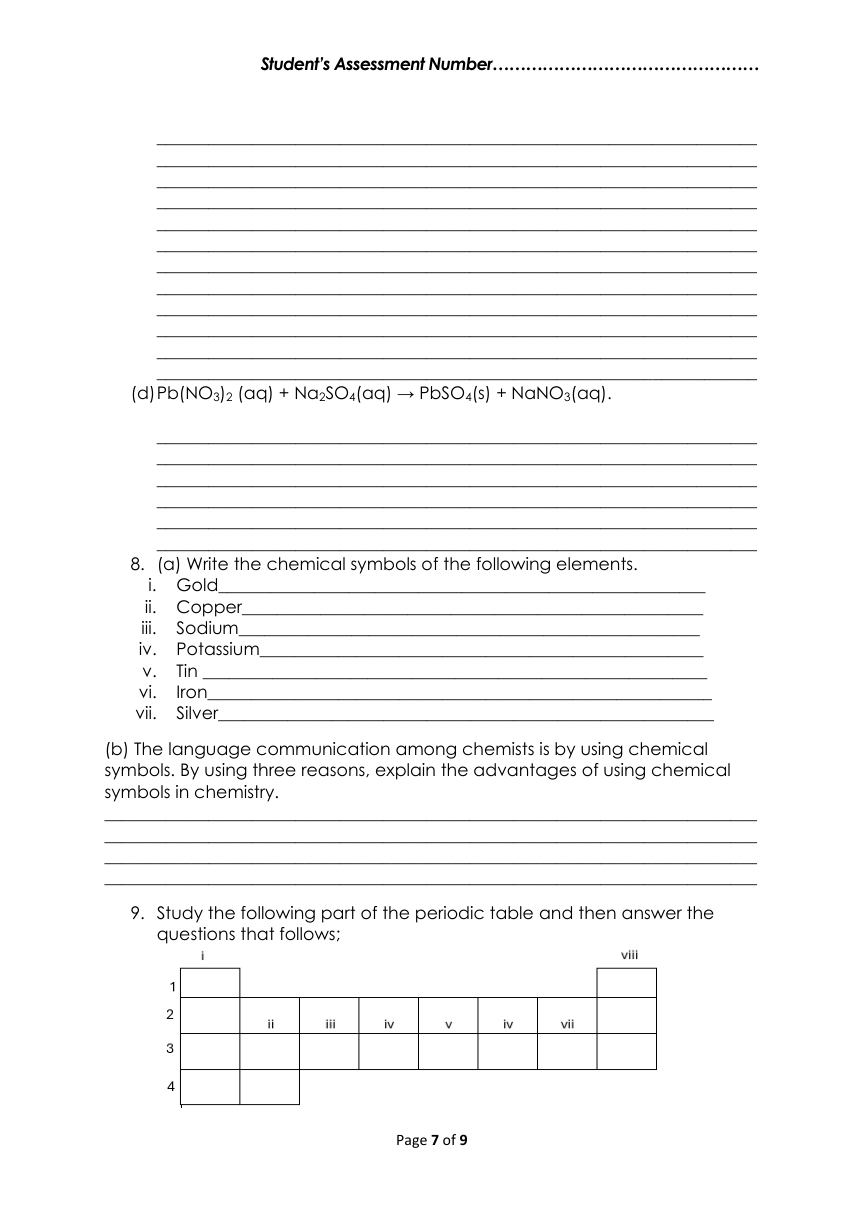 Student's Assessment Number…………………………………………
(d) Pb(NO₃)₂ (aq) + Na₂SO₄(aq) → PbSO₄(s) + NaNO₃(aq).
8. (a) Write the chemical symbols of the following elements.
i. Gold
ii. Copper
iii. Sodium
iv. Potassium
v. Tin
vi. Iron
vii. Silver
(b) The language communication among chemists is by using chemical
symbols. By using three reasons, explain the advantages of using chemical
symbols in chemistry.
9. Study the following part of the periodic table and then answer the
questions that follows;
i viii
1
2
ii iii iv v iv vii
3
4
Page 7 of 9